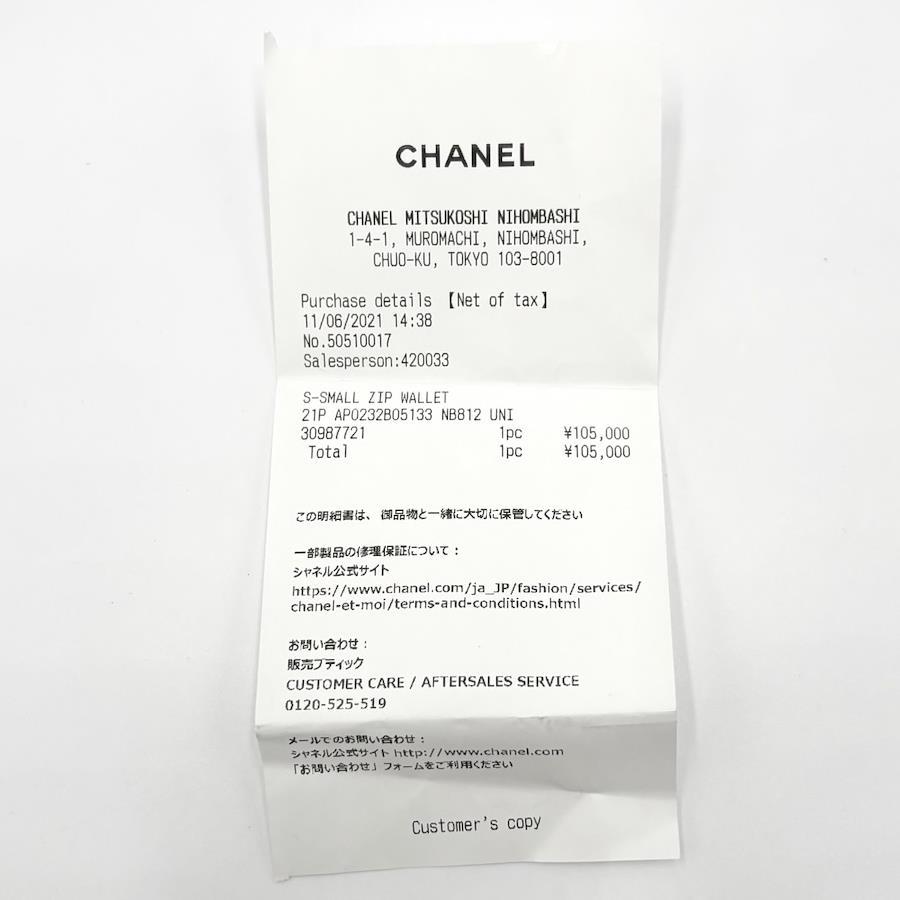 CHANEL
CHANEL MITSUKOSHI NIHOMBASHI
1-4-1, MUROMACHI, NIHOMBASHI,
CHUO-KU, TOKYO 103-8001
Purchase details 【Net of tax】
11/06/2021 14:38
No.50510017
Salesperson:420033
S-SMALL ZIP WALLET
21P AP0232B05133 NB812 UNI
30987721 1pc ¥105,000
Total 1pc ¥105,000
この明細書は、御品物と一緒に大切に保管してください
一部製品の修理保証について：
シャネル公式サイト
https://www.chanel.com/ja_JP/fashion/services/
chanel-et-moi/terms-and-conditions.html
お問い合わせ：
販売ブティック
CUSTOMER CARE / AFTERSALES SERVICE
0120-525-519
メールでのお問い合わせ：
シャネル公式サイト http://www.chanel.com
「お問い合わせ」フォームをご利用ください
Customer's copy